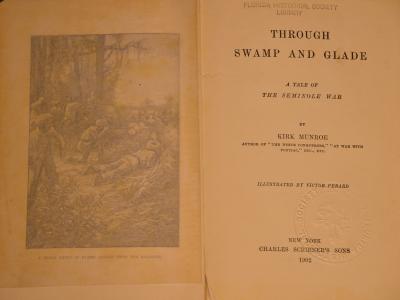 FLORIDA HISTORICAL SOCIETY
LIBRARY
THROUGH
SWAMP AND GLADE
A TALE OF
THE SEMINOLE WAR
BY
KIRK MUNROE
AUTHOR OF "THE WHITE CONQUERORS," "AT WAR WITH
PONTIAC," ETC., ETC.
ILLUSTRATED BY VICTOR PERARD
NEW YORK
CHARLES SCRIBNER'S SONS
1902